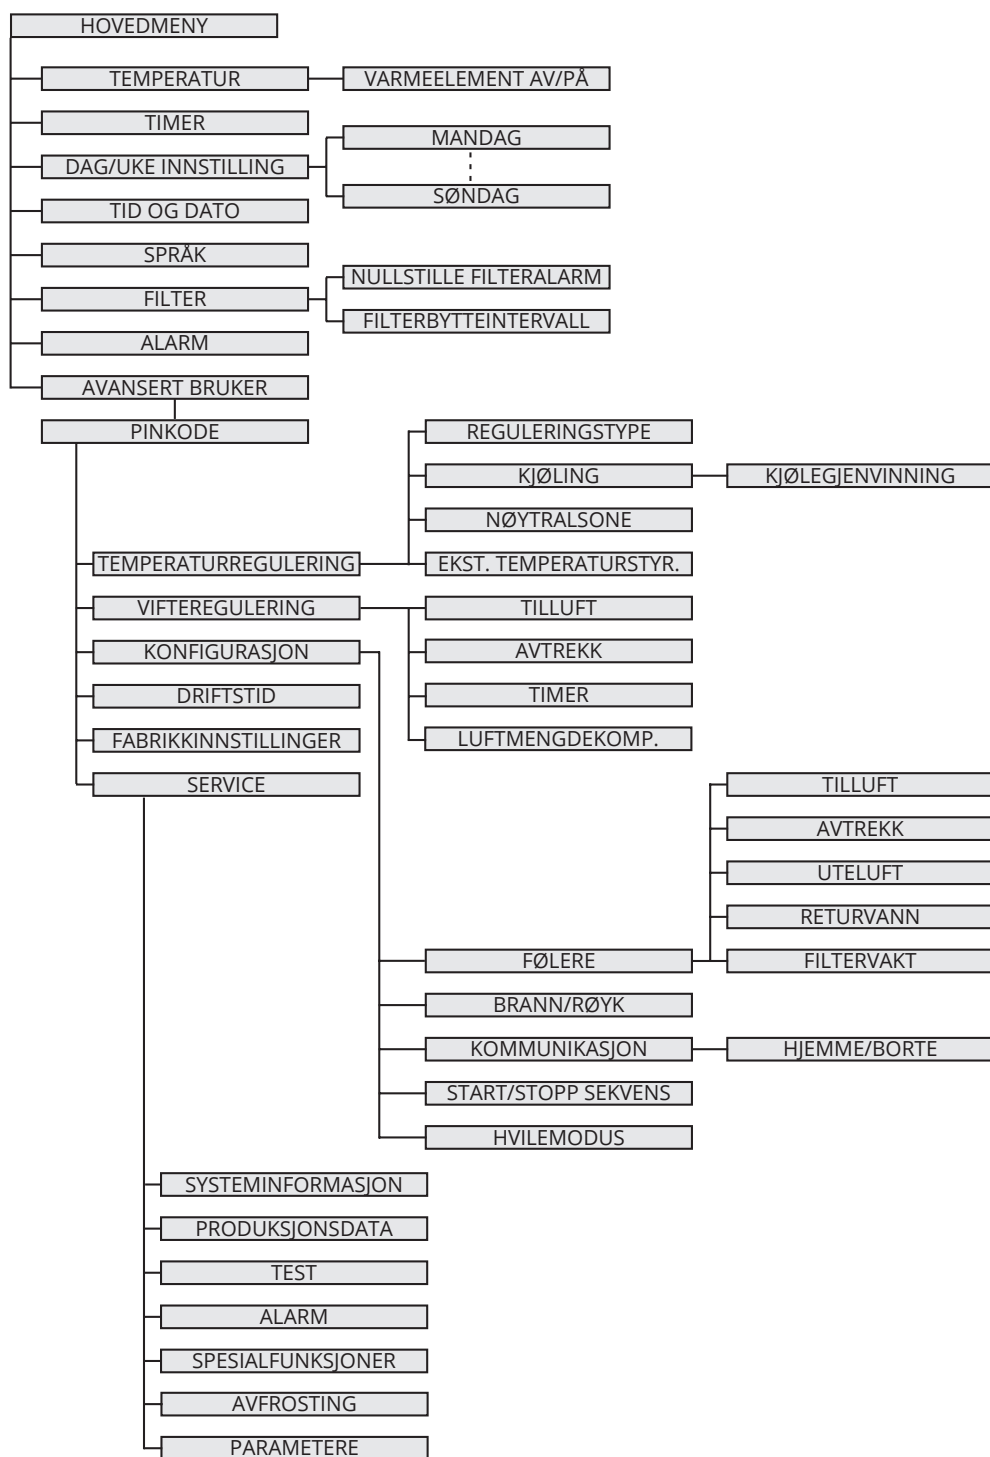 HOVEDMENY
TEMPERATUR
VARMEELEMENT AV/PÅ
TIMER
MANDAG
DAG/UKE INNSTILLING
SØNDAG
TID OG DATO
SPRÅK
NULLSTILLE FILTERALARM
FILTER
FILTERBYTTEINTERVALL
ALARM
AVANSERT BRUKER
PINKODE
REGULERINGSTYPE
KJØLING
KJØLEGJENVINNING
NØYTRALSONE
TEMPERATURREGULERING
EKST. TEMPERATURSTYR.
VIFTEREGULERING
TILLUFT
KONFIGURASJON
AVTREKK
DRIFTSTID
TIMER
FABRIKKINNSTILLINGER
LUFTMENGDEKOMP.
SERVICE
TILLUFT
AVTREKK
UTELUFT
RETURVANN
FØLERE
FILTERVAKT
BRANN/RØYK
KOMMUNIKASJON
HJEMME/BORTE
START/STOPP SEKVENS
HVILEMODUS
SYSTEMINFORMASJON
PRODUKSJONSDATA
TEST
ALARM
SPESIALFUNKSJONER
AVFROSTING
PARAMETERE